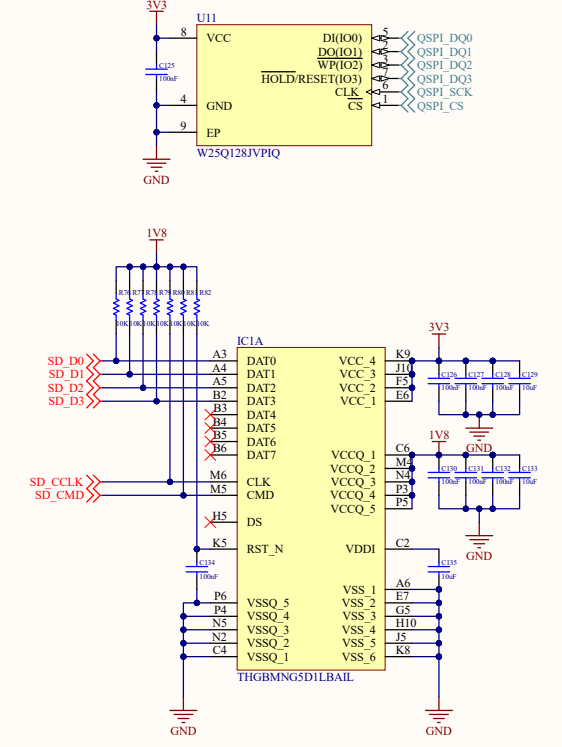 3V3
U11
8 VCC DI(IO0) 5 QSPI_DQ0
DO(IO1) 2 QSPI_DQ1
C125 WP(IO2) 3 QSPI_DQ2
100nF HOLD/RESET(IO3) 7 QSPI_DQ3
CLK 6 QSPI_SCK
4 GND CS 1 QSPI_CS
9 EP
W25Q128JVPIQ
GND
1V8
R76 R77 R78 R79 R80 R81 R82
10K 10K 10K 10K 10K 10K 10K
IC1A
3V3
SD_D0 A3 DAT0 VCC_4 K9
SD_D1 A4 DAT1 VCC_3 J10 C126 C127 C128 C129
SD_D2 A5 DAT2 VCC_2 F5 100nF 100nF 100nF 10uF
SD_D3 B2 DAT3 VCC_1 E6
B3 DAT4
B4 DAT5
GND
B5 DAT6 1V8
B6 DAT7 VCCQ_1 C6
VCCQ_2 M4 C130 C131 C132 C133
SD_CCLK M6 CLK VCCQ_3 N4 100nF 100nF 100nF 10uF
SD_CMD M5 CMD VCCQ_4 P3
VCCQ_5 P5
H5 DS
GND
K5 RST_N VDDI C2
C134 C135
100nF 10uF
VSS_1 A6
P6 VSSQ_5 VSS_2 E7
P4 VSSQ_4 VSS_3 G5
N5 VSSQ_3 VSS_4 H10
N2 VSSQ_2 VSS_5 J5
C4 VSSQ_1 VSS_6 K8
THGBMNG5D1LBAIL
GND GND